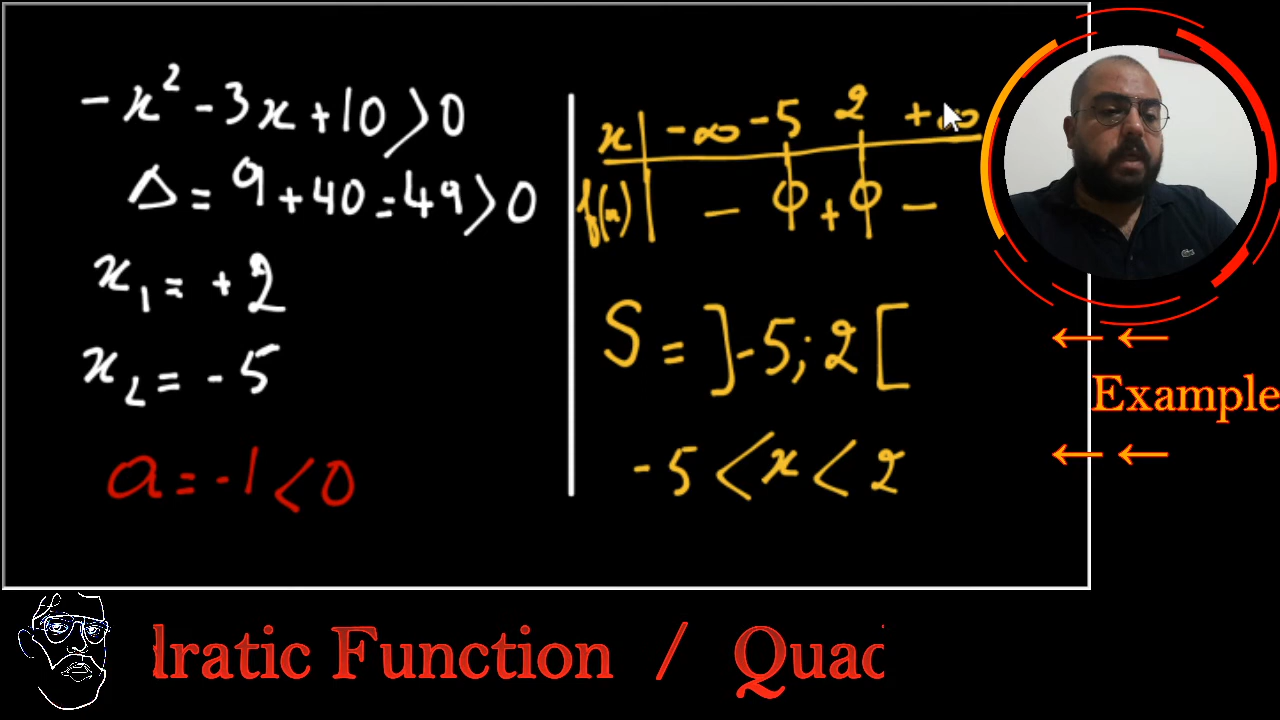 -x² - 3x + 10 > 0
Δ = 9 + 40 = 49 > 0
x₁ = +2
x₂ = -5
a = -1 < 0
x | -∞ -5 2 +∞
f(x) | - 0 + 0 -
S = ]-5; 2[
-5 < x < 2
Example
dratic Function / Quad